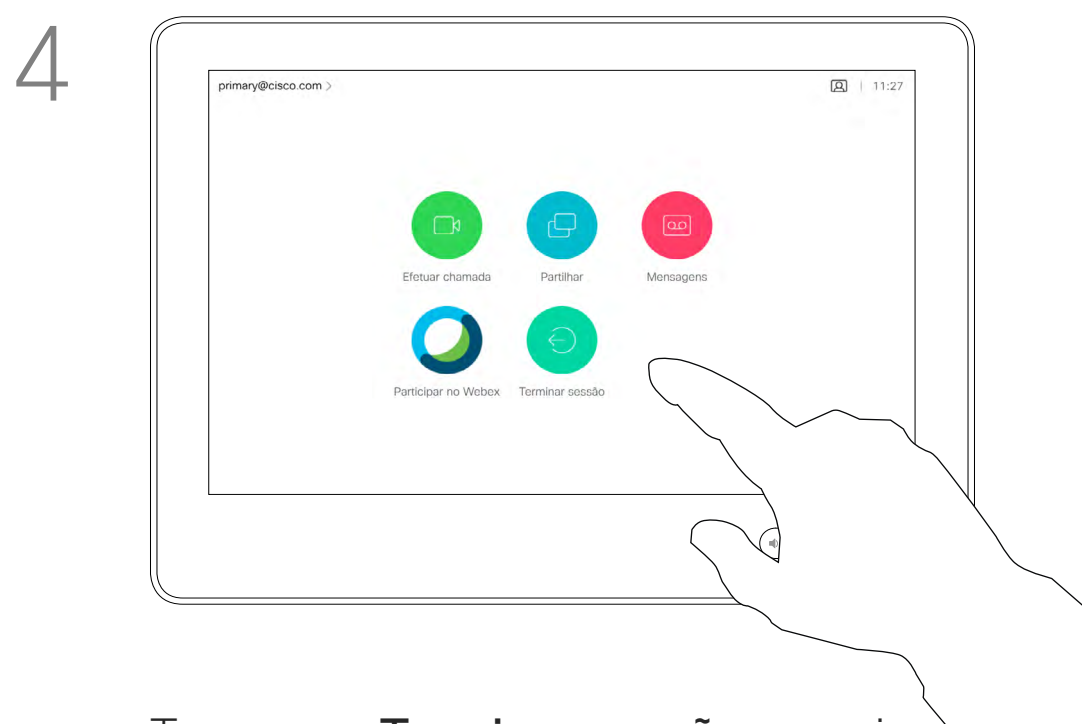 4
primary@cisco.com >
11:27
Efetuar chamada
Partilhar
Mensagens
Participar no Webex
Terminar sessão